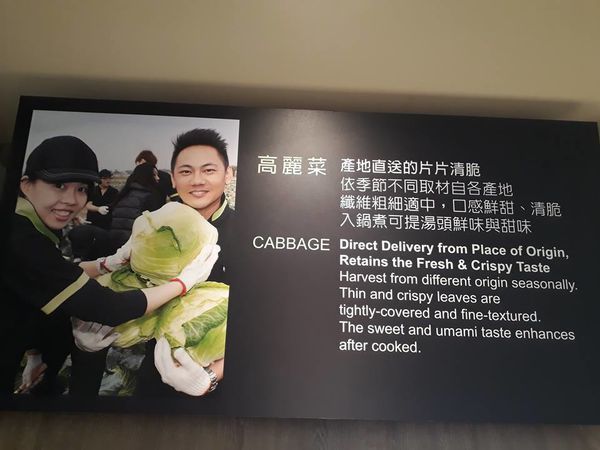 高麗菜 產地直送的片片清脆
依季節不同取材自各產地
纖維粗細適中，口感鮮甜、清脆
入鍋煮可提湯頭鮮味與甜味
CABBAGE Direct Delivery from Place of Origin,
Retains the Fresh & Crispy Taste
Harvest from different origin seasonally.
Thin and crispy leaves are
tightly-covered and fine-textured.
The sweet and umami taste enhances
after cooked.